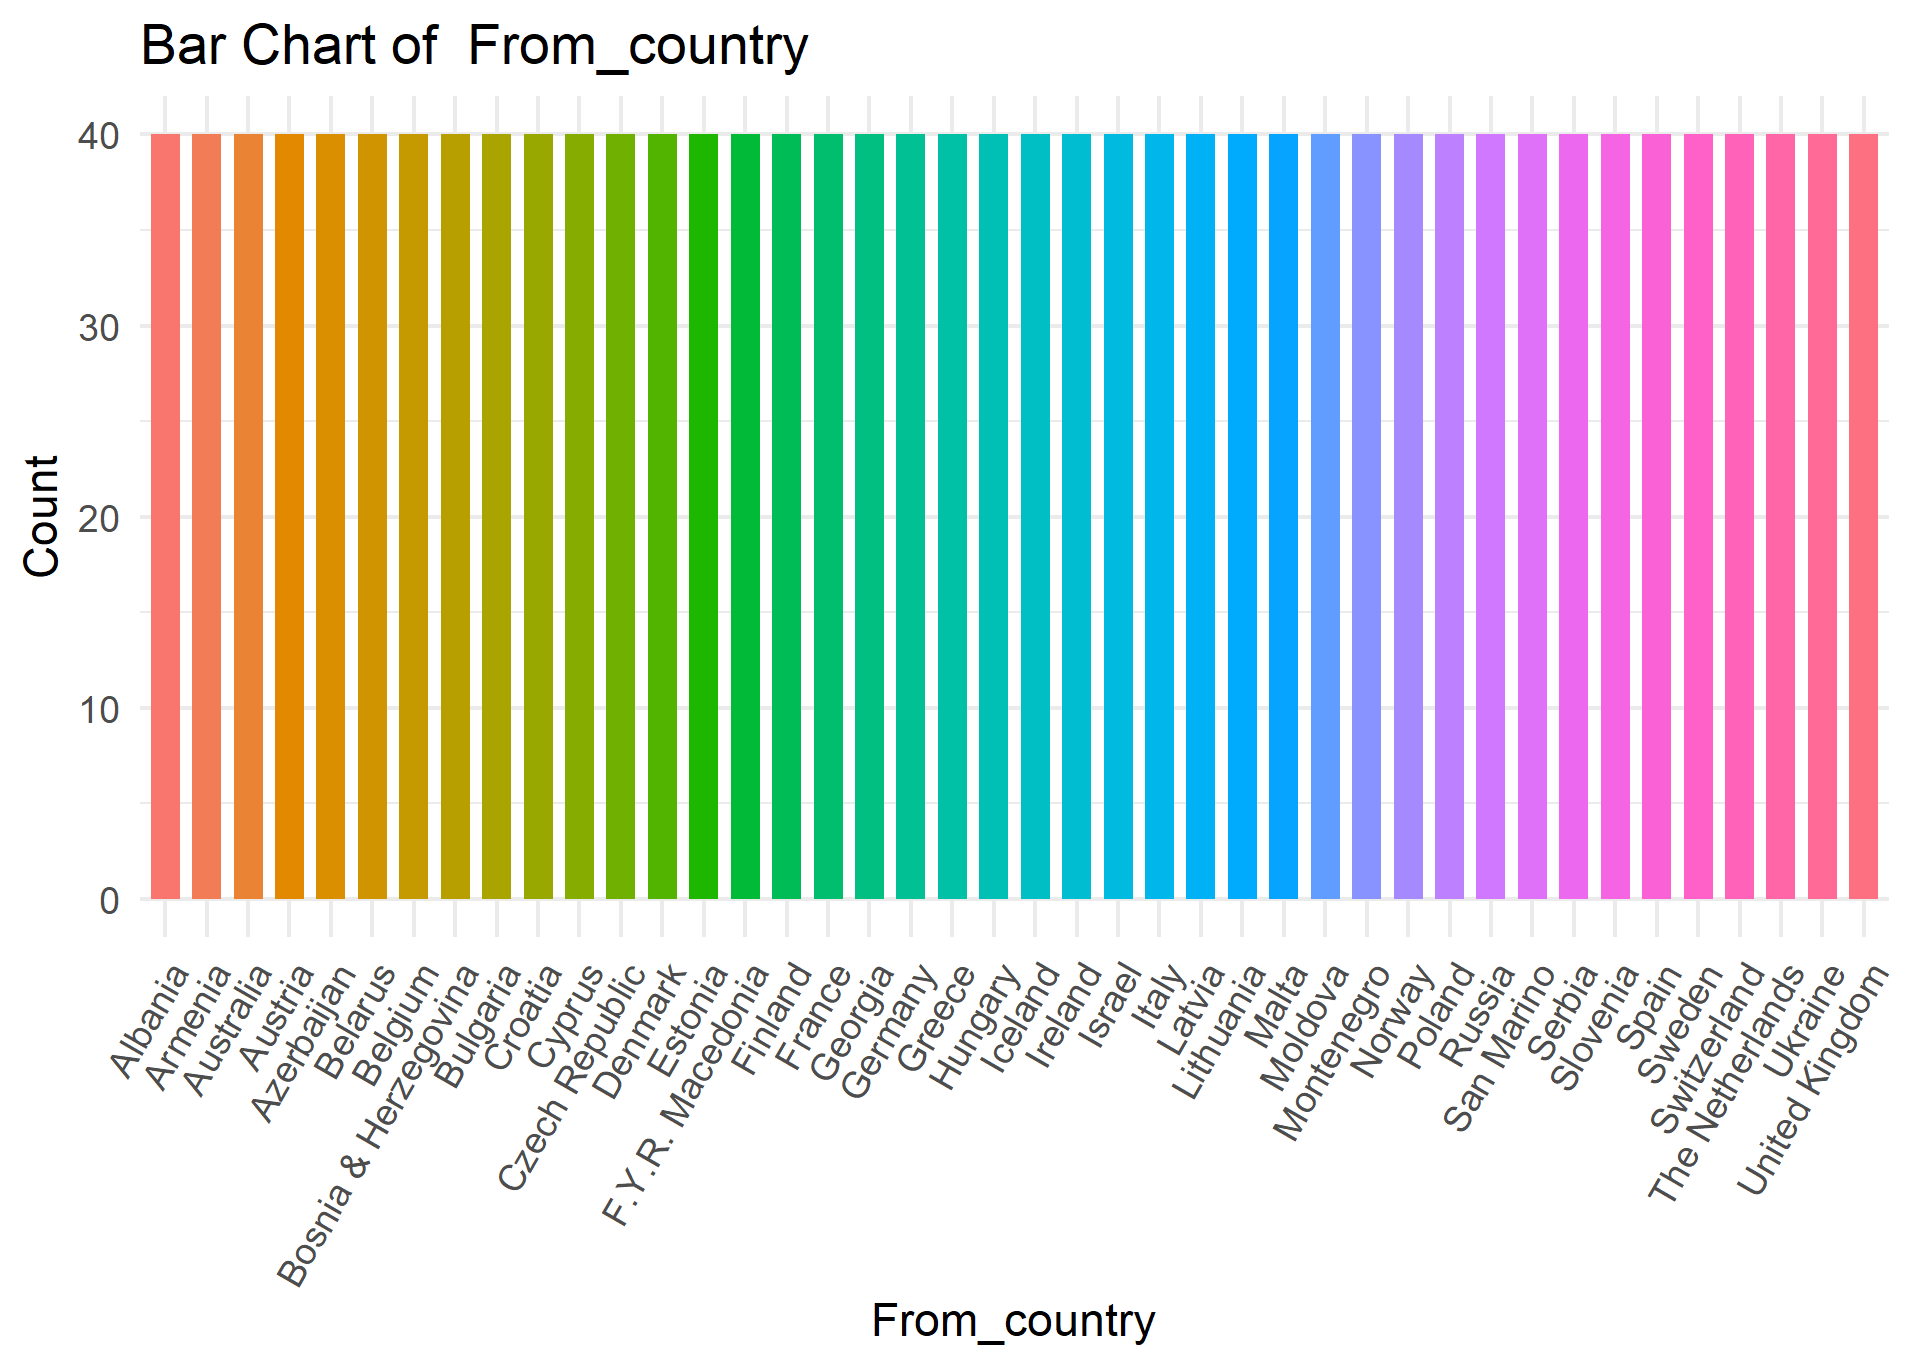 Bar Chart of  From_country
40
30
20
10
0
Count
Albania
Armenia
Australia
Austria
Azerbaijan
Belarus
Belgium
Bosnia & Herzegovina
Bulgaria
Croatia
Cyprus
Czech Republic
Denmark
Estonia
F.Y.R. Macedonia
Finland
France
Georgia
Germany
Greece
Hungary
Iceland
Ireland
Israel
Italy
Latvia
Lithuania
Malta
Moldova
Montenegro
Norway
Poland
Russia
San Marino
Serbia
Slovenia
Spain
Sweden
Switzerland
The Netherlands
Ukraine
United Kingdom
From_country